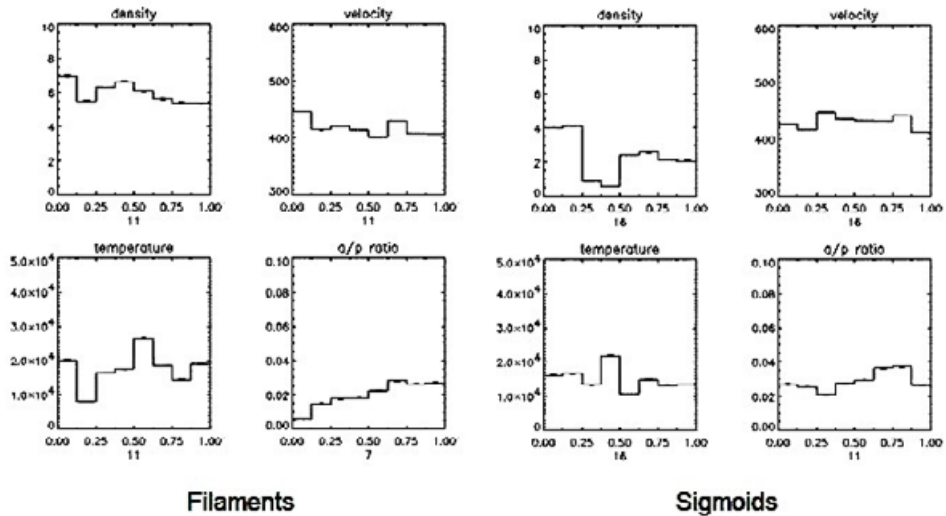 density velocity density velocity
10 600 10 600
8 8
500 500
6 6
4 400 4 400
2 2
0 300 0 300
0.00 0.25 0.50 0.75 1.00 0.00 0.25 0.50 0.75 1.00 0.00 0.25 0.50 0.75 1.00 0.00 0.25 0.50 0.75 1.00
11 11 16 16
temperature a/p ratio temperature a/p ratio
5.0×10⁴ 0.10 5.0×10⁴ 0.10
4.0×10⁴ 0.08 4.0×10⁴ 0.08
3.0×10⁴ 0.06 3.0×10⁴ 0.06
2.0×10⁴ 0.04 2.0×10⁴ 0.04
1.0×10⁴ 0.02 1.0×10⁴ 0.02
0 0.00 0 0.00
0.00 0.25 0.50 0.75 1.00 0.00 0.25 0.50 0.75 1.00 0.00 0.25 0.50 0.75 1.00 0.00 0.25 0.50 0.75 1.00
11 7 16 11
Filaments Sigmoids